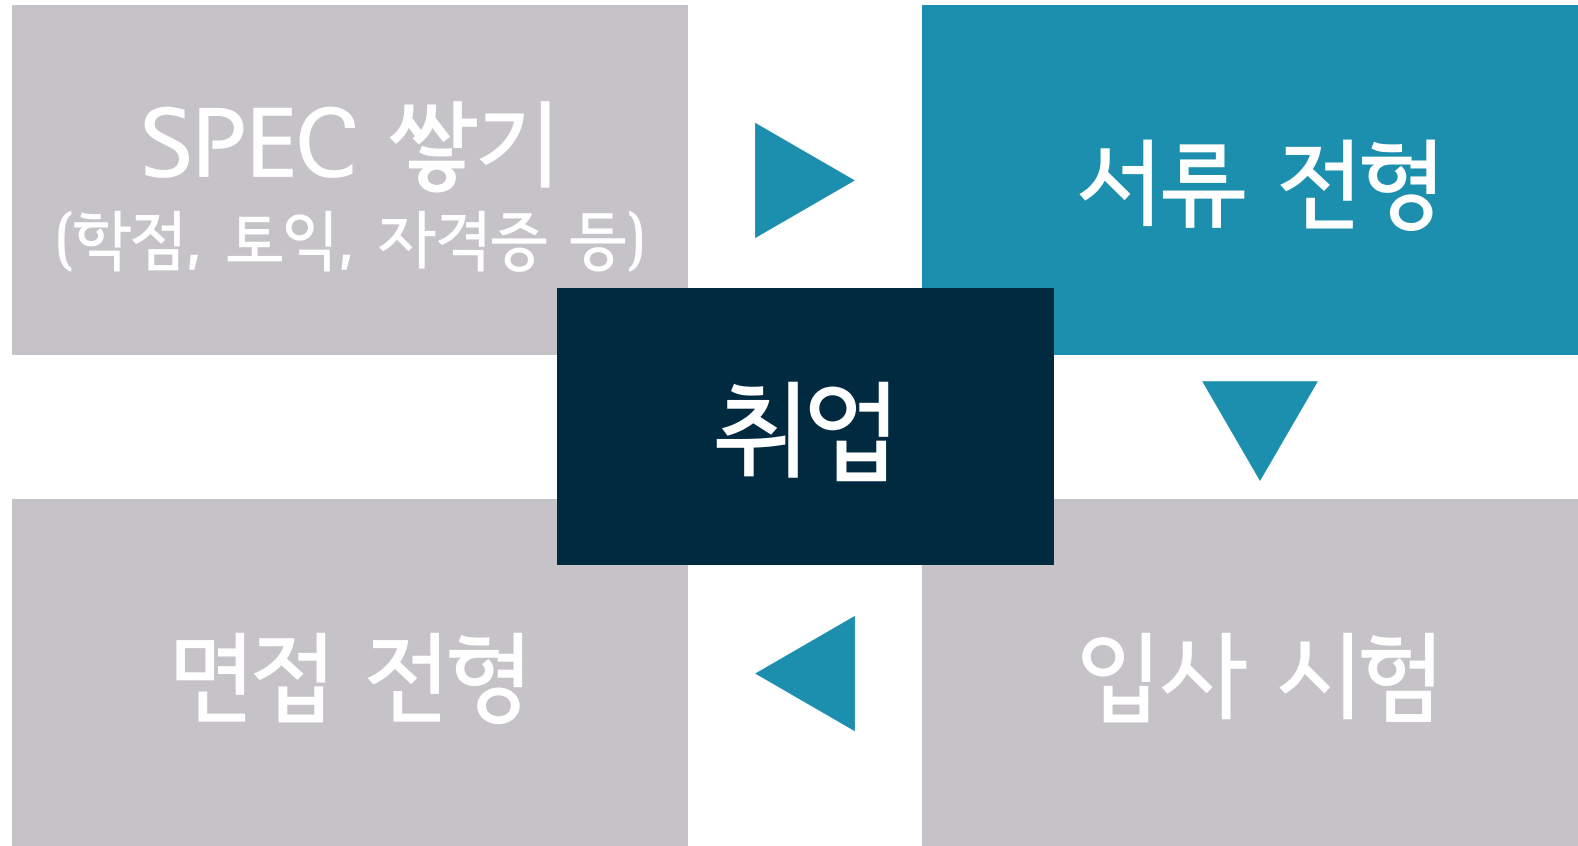 SPEC 쌓기
(학점, 토익, 자격증 등)
서류 전형
취업
면접 전형
입사 시험